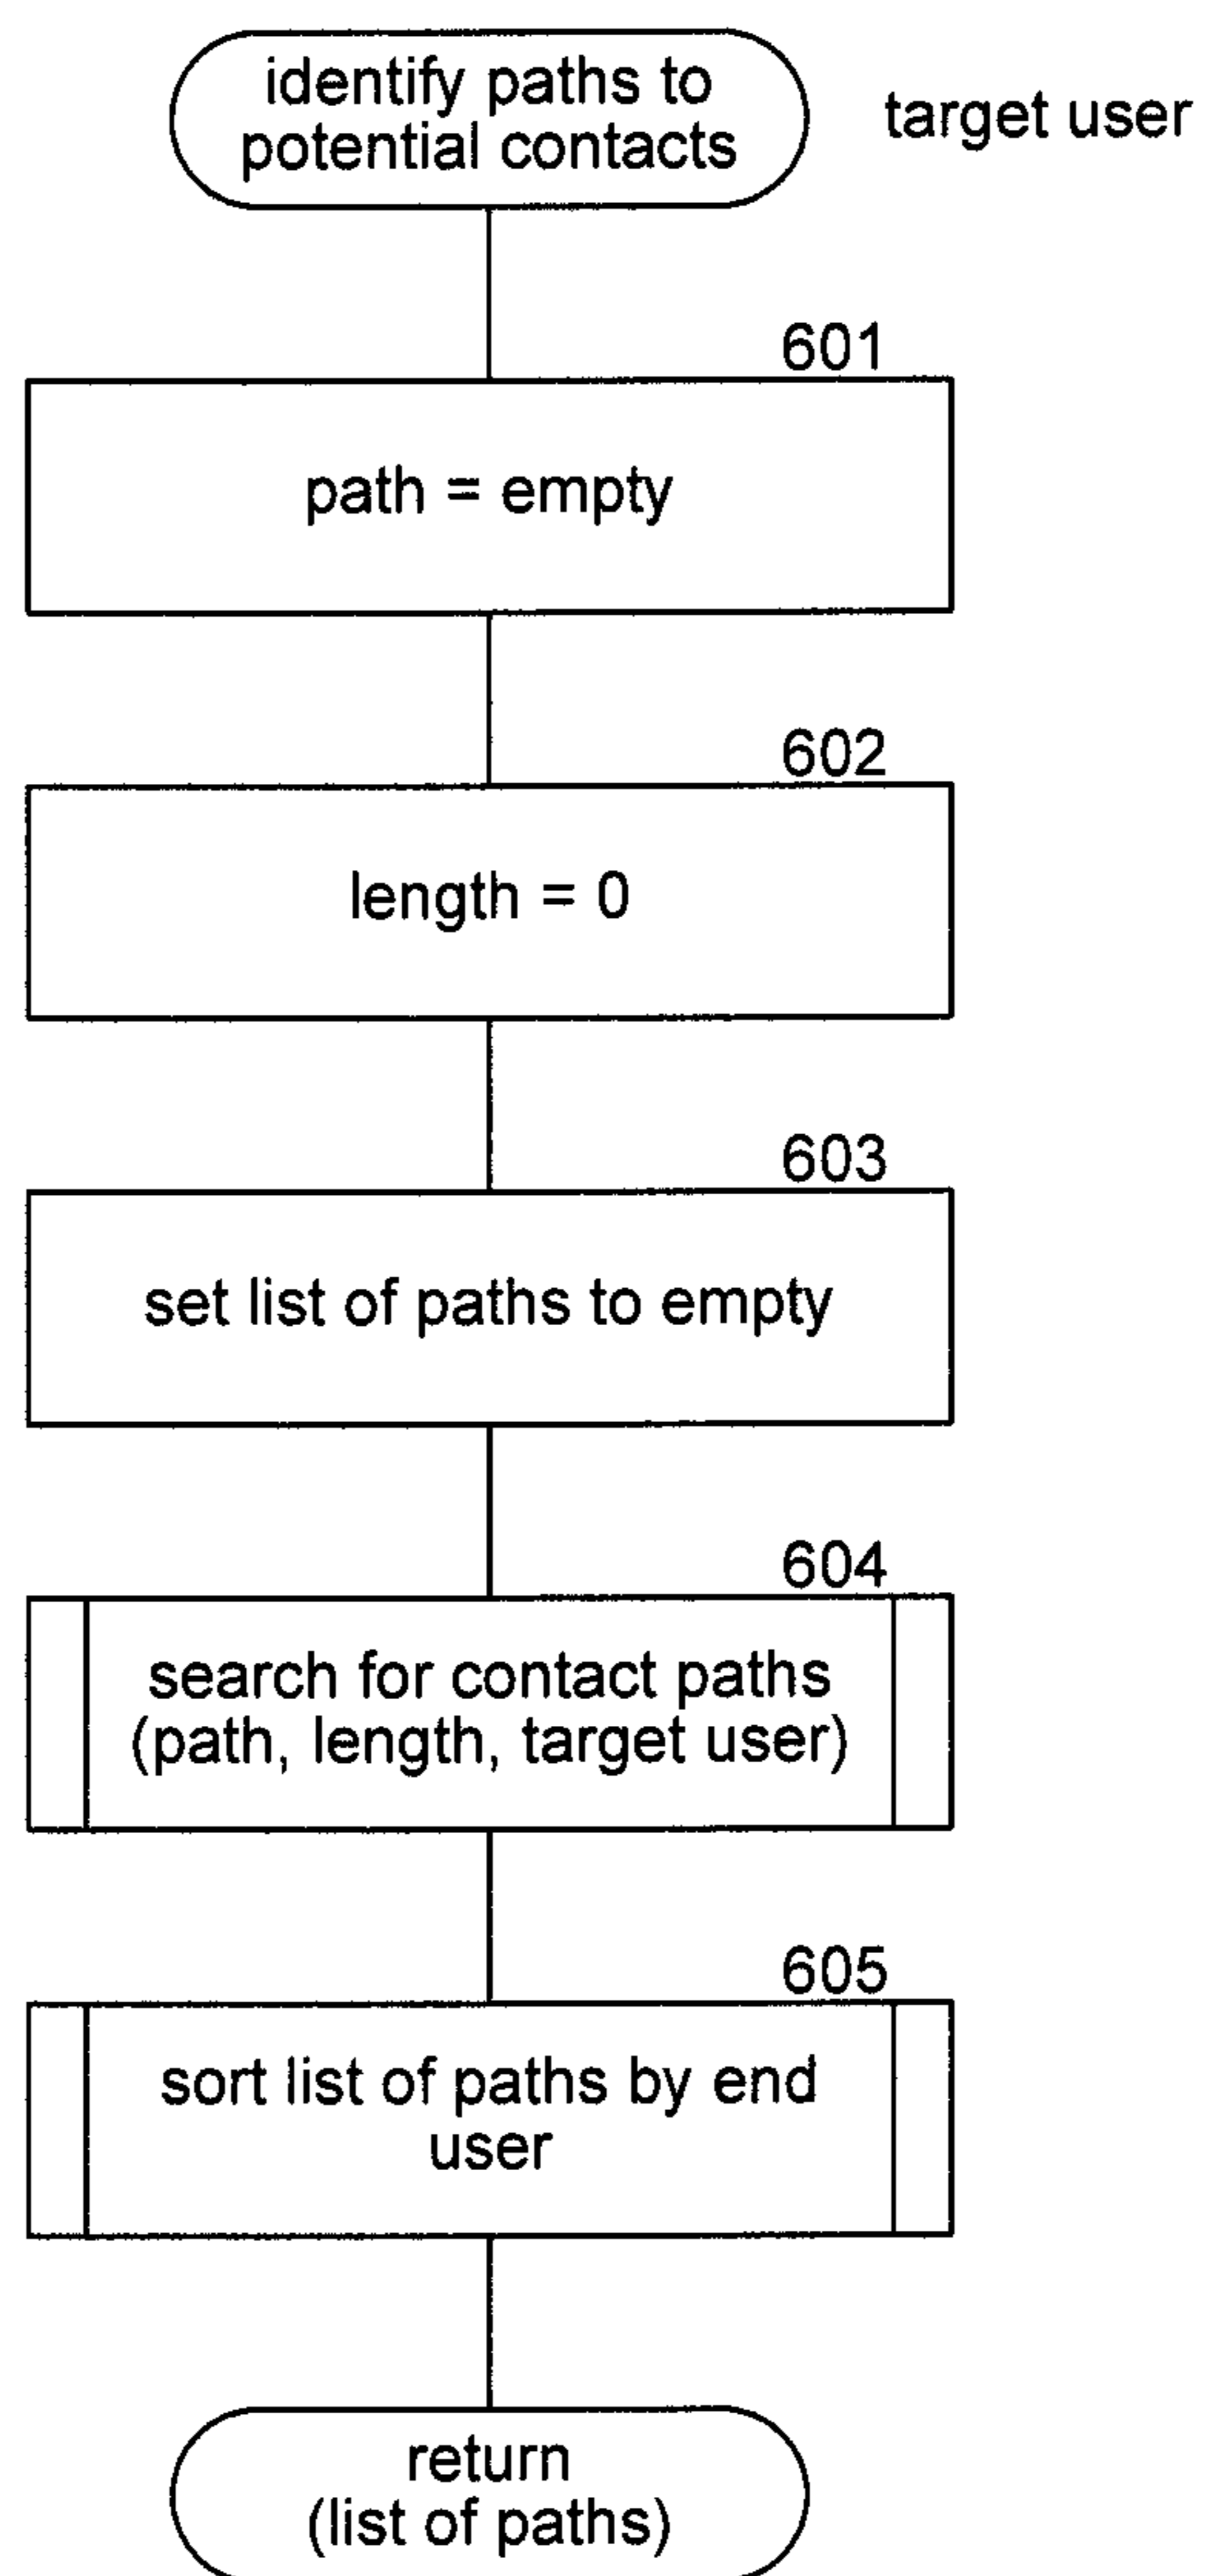 identify paths to
potential contacts
target user
601
path = empty
602
length = 0
603
set list of paths to empty
604
search for contact paths
(path, length, target user)
605
sort list of paths by end
user
return
(list of paths)